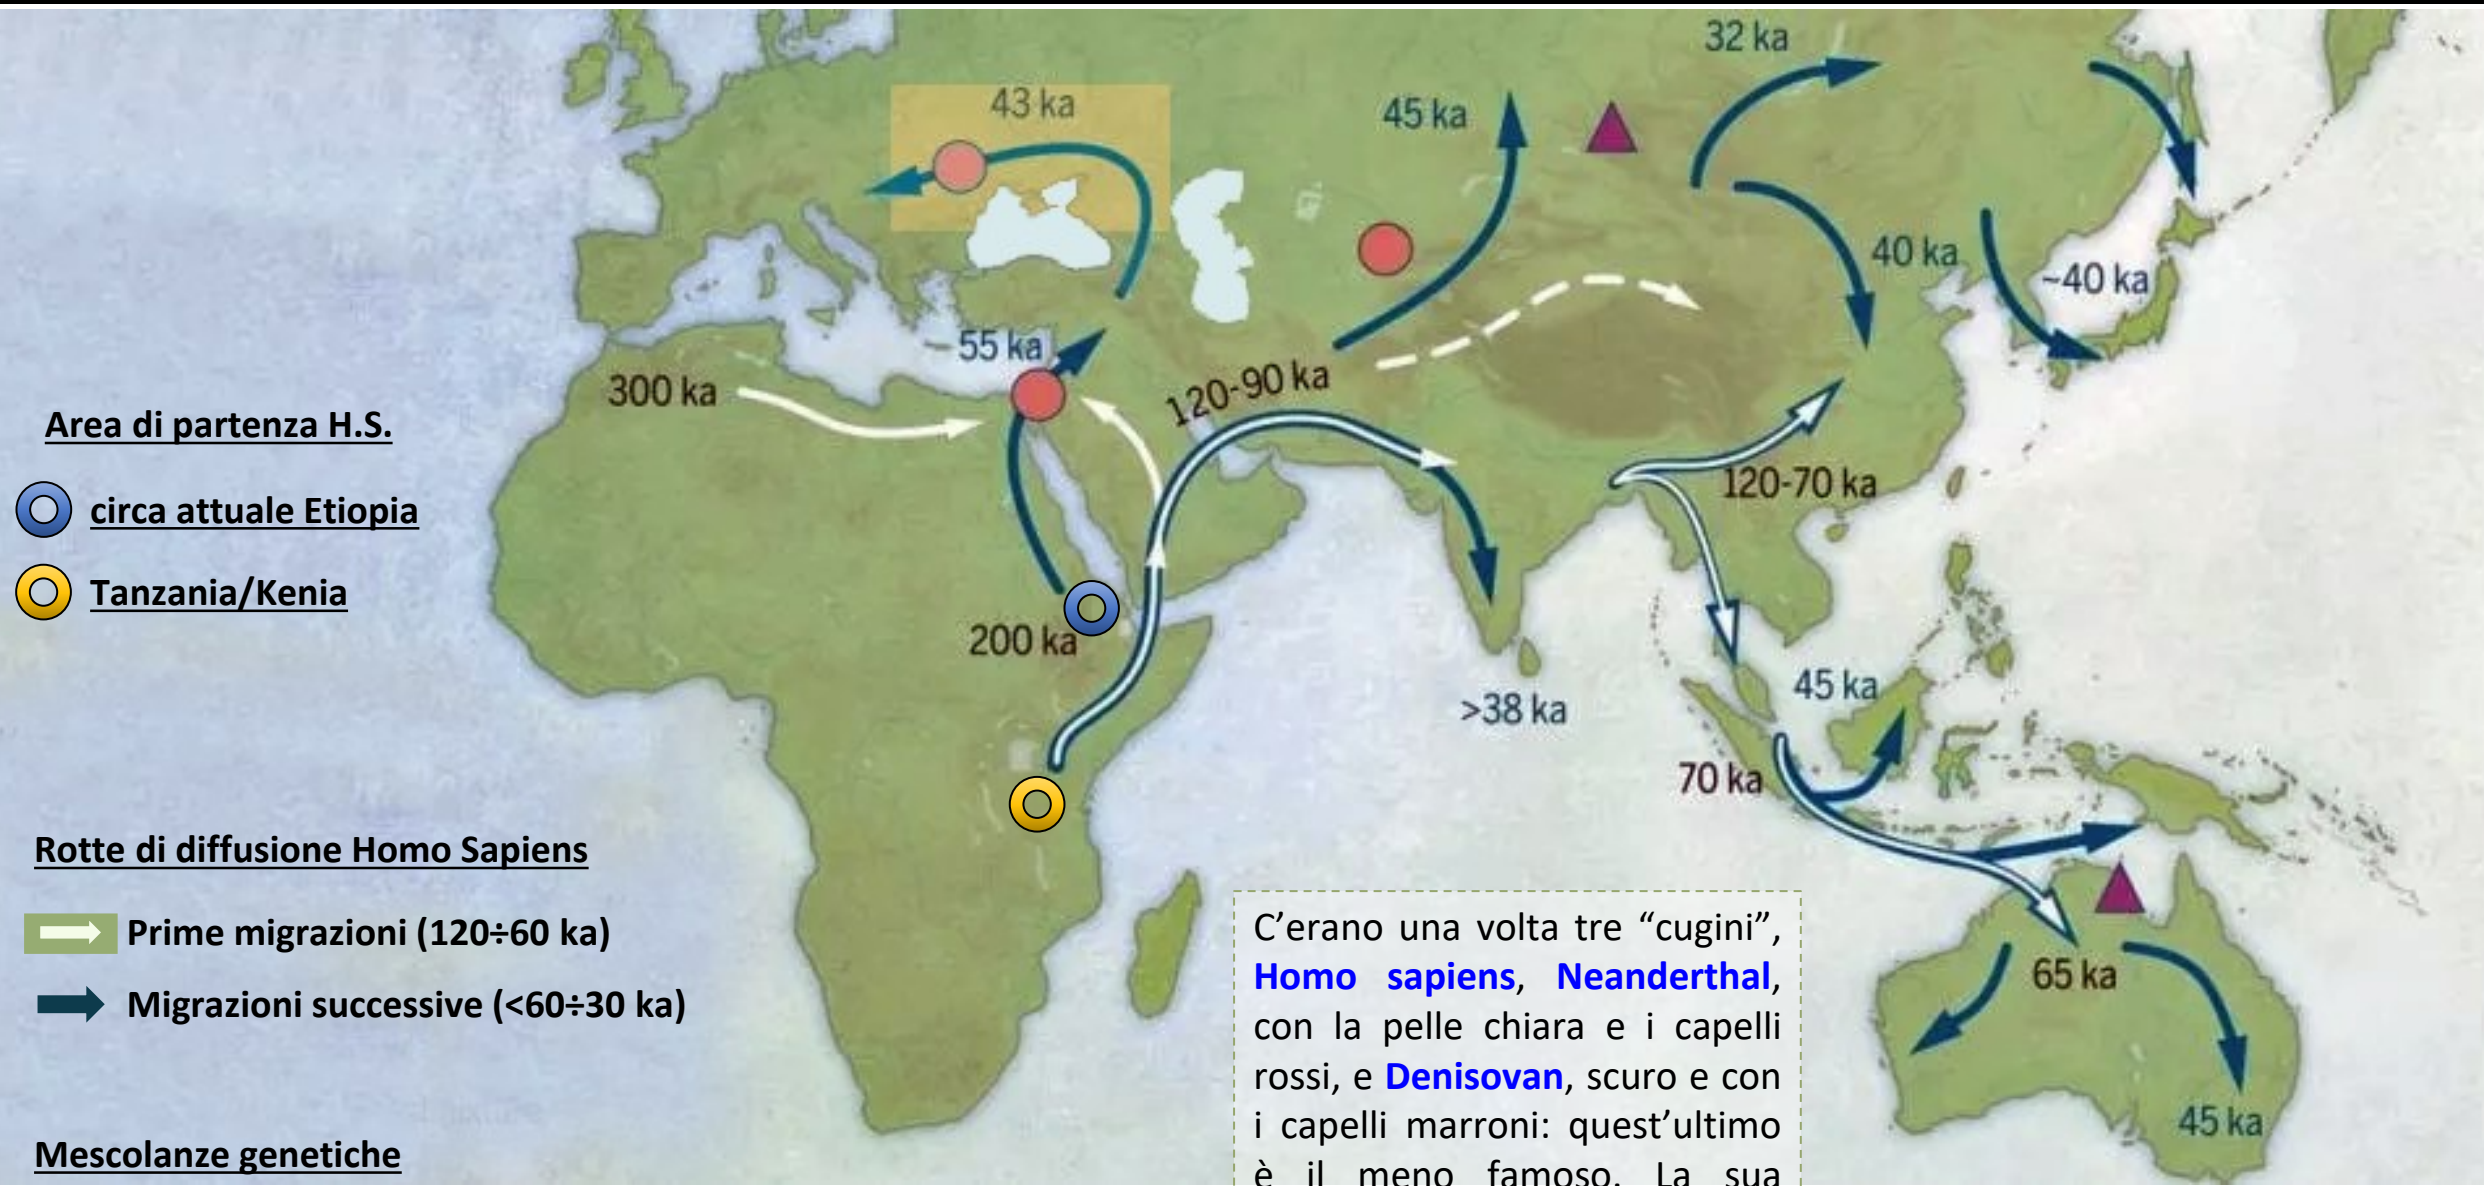 32 ka
43 ka
45 ka
40 ka
~40 ka
55 ka
300 ka
120-90 ka
120-70 ka
200 ka
>38 ka
45 ka
70 ka
65 ka
45 ka
Area di partenza H.S.
circa attuale Etiopia
Tanzania/Kenia
Rotte di diffusione Homo Sapiens
Prime migrazioni (120÷60 ka)
Migrazioni successive (<60÷30 ka)
Mescolanze genetiche
C’erano una volta tre “cugini”,
Homo sapiens, Neanderthal,
con la pelle chiara e i capelli
rossi, e Denisovan, scuro e con
i capelli marroni: quest’ultimo
è il meno famoso. La sua